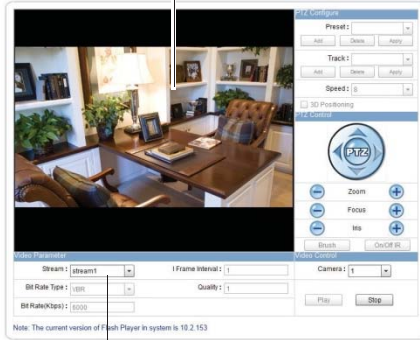 PTZ Configure
Preset :
Add Delete Apply
Track :
Add Delete Apply
Speed : 8
3D Positioning
PTZ Control
PTZ
Zoom
Focus
Iris
Brush On/Off IR
Video Parameter
Stream : stream1 I Frame Interval : 1
Bit Rate Type : VBR Quality : 1
Bit Rate(Kbps) : 6000
Video Control
Camera : 1
Play Stop
Note: The current version of Flash Player in system is 10.2.153